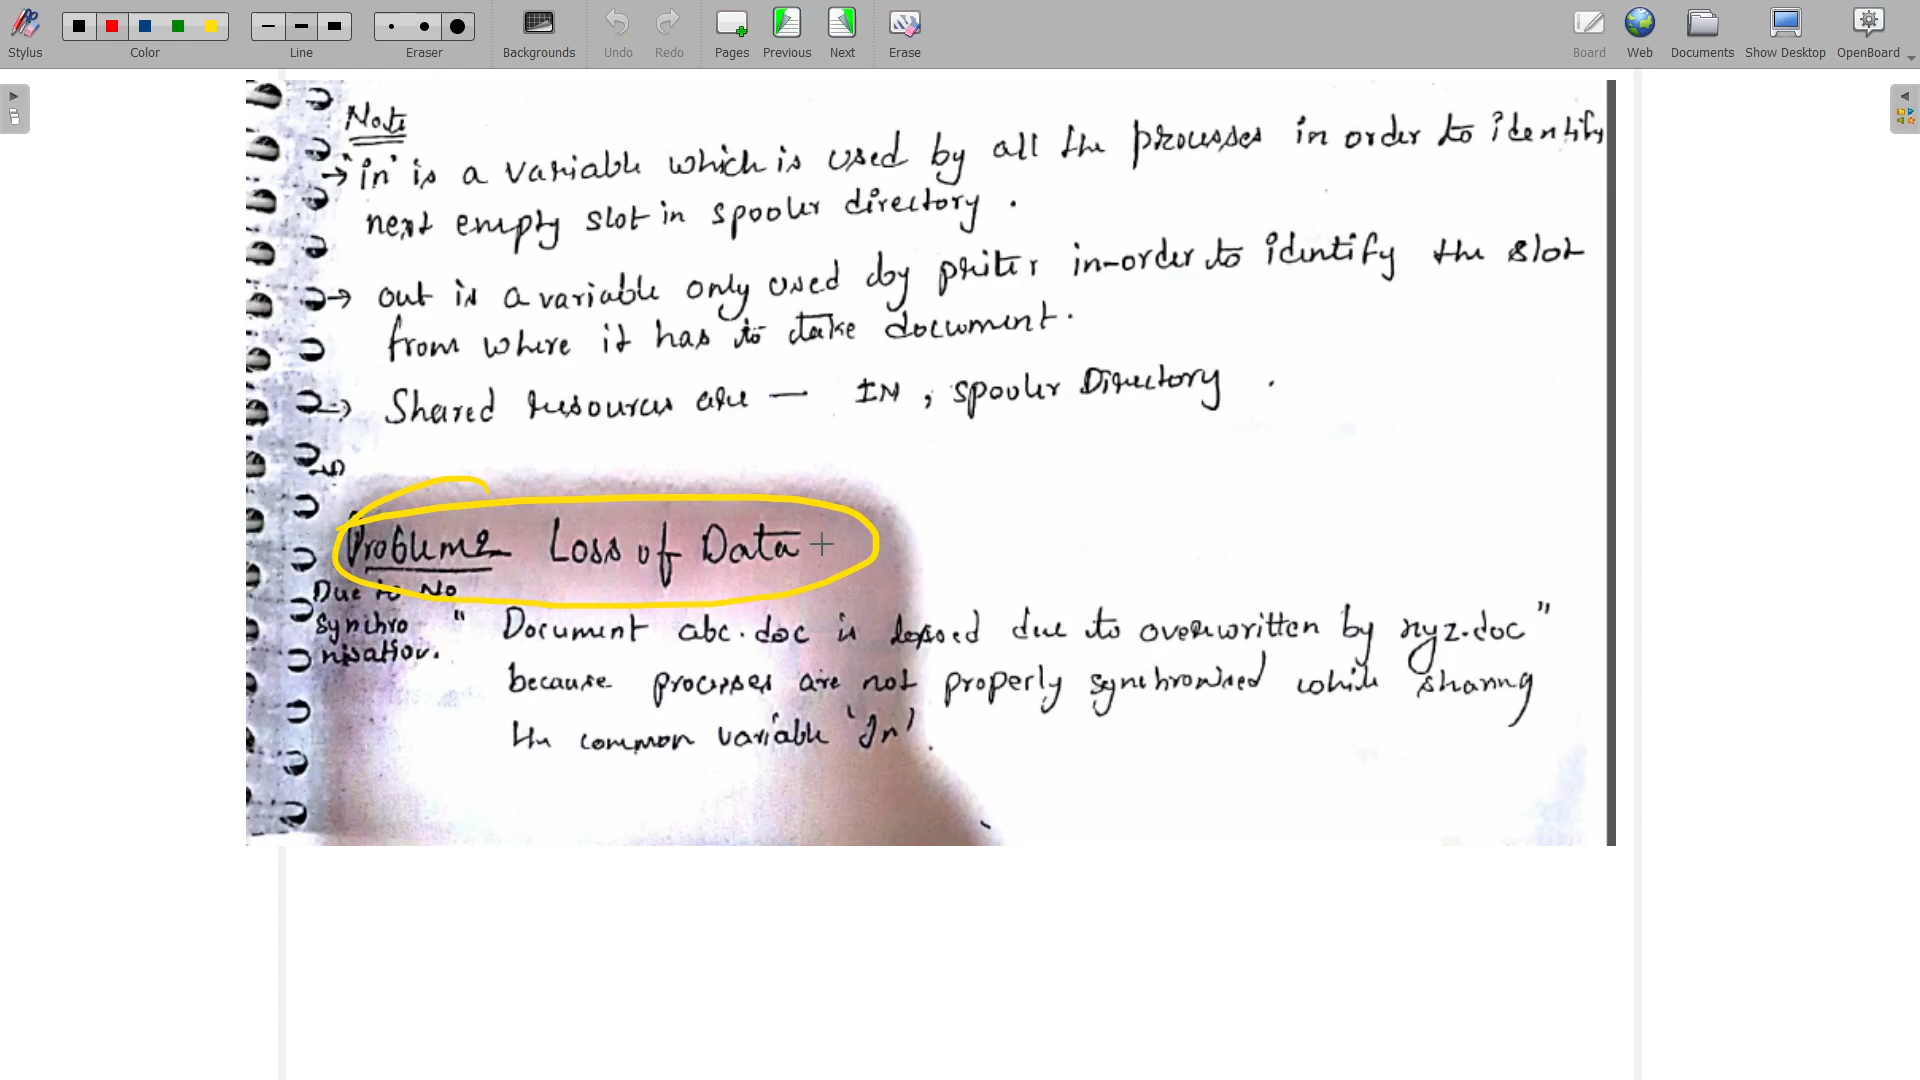 Stylus Color Line Eraser Backgrounds Undo Redo Pages Previous Next Erase Board Web Documents Show Desktop OpenBoard
Note
→ 'in' is a variable which is used by all the processes in order to identify
next empty slot in spooler directory .
→ out is a variable only used by priter in-order to identify the slot
from where it has to take document.
→ Shared resources are — IN , spooler Directory .
Problem2 Loss of Data
Due to No
Synchro
nisation.
" Document abc.doc is lossed due to overwritten by xyz.doc "
because processes are not properly synchronised while sharing
the common variable 'In'.